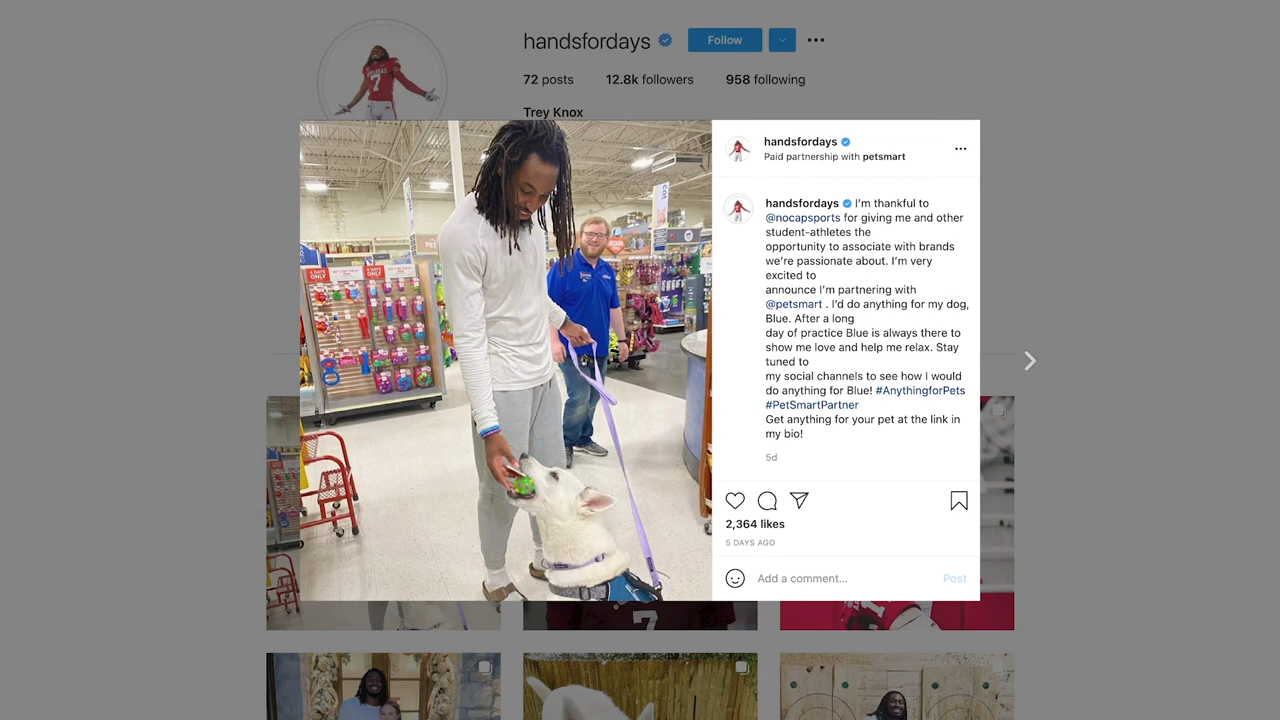 handsfordays
Follow
72 posts 12.8k followers 958 following
Trey Knox
handsfordays
Paid partnership with petsmart
handsfordays I'm thankful to
@nocapsports for giving me and other
student-athletes the
opportunity to associate with brands
we're passionate about. I'm very
excited to
announce I'm partnering with
@petsmart . I'd do anything for my dog,
Blue. After a long
day of practice Blue is always there to
show me love and help me relax. Stay
tuned to
my social channels to see how I would
do anything for Blue! #AnythingforPets
#PetSmartPartner
Get anything for your pet at the link in
my bio!
5d
2,364 likes
5 DAYS AGO
Add a comment...
Post
7
7